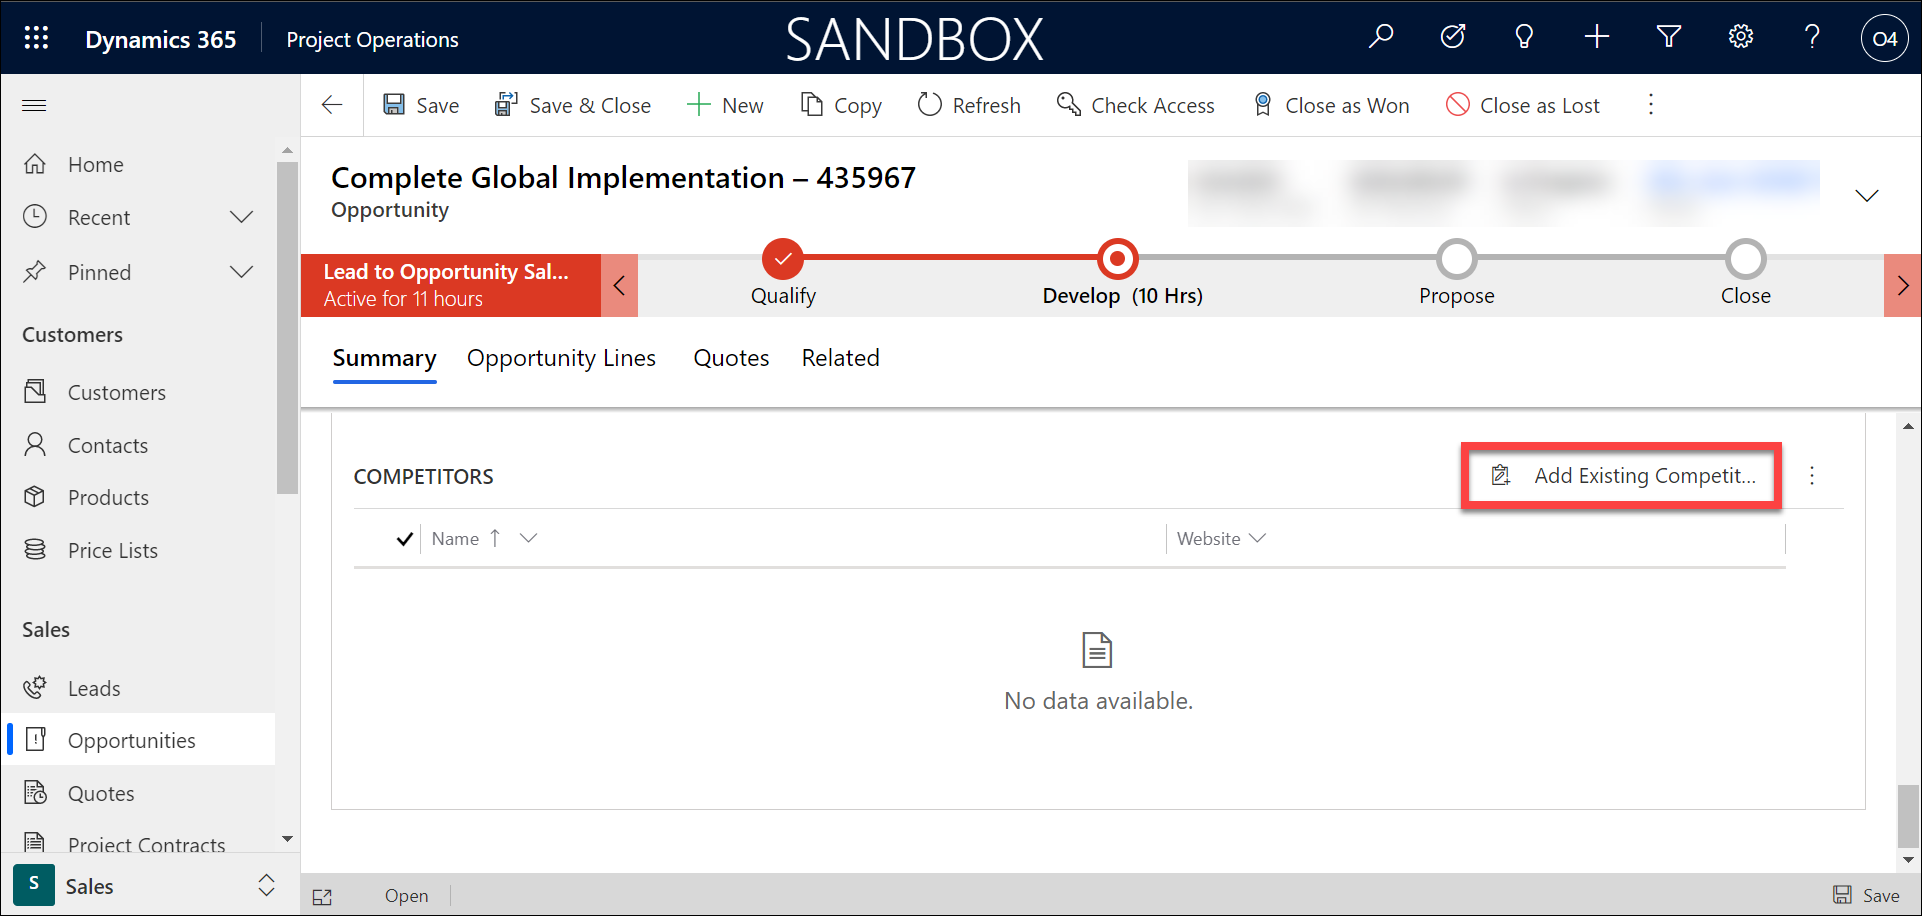 Dynamics 365
Project Operations
SANDBOX
O4
Save
Save & Close
New
Copy
Refresh
Check Access
Close as Won
Close as Lost
Home
Recent
Pinned
Customers
Customers
Contacts
Products
Price Lists
Sales
Leads
Opportunities
Quotes
Project Contracts
S
Sales
Complete Global Implementation – 435967
Opportunity
Lead to Opportunity Sal...
Active for 11 hours
Qualify
Develop (10 Hrs)
Propose
Close
Summary
Opportunity Lines
Quotes
Related
COMPETITORS
Add Existing Competit...
Name
Website
No data available.
Open
Save